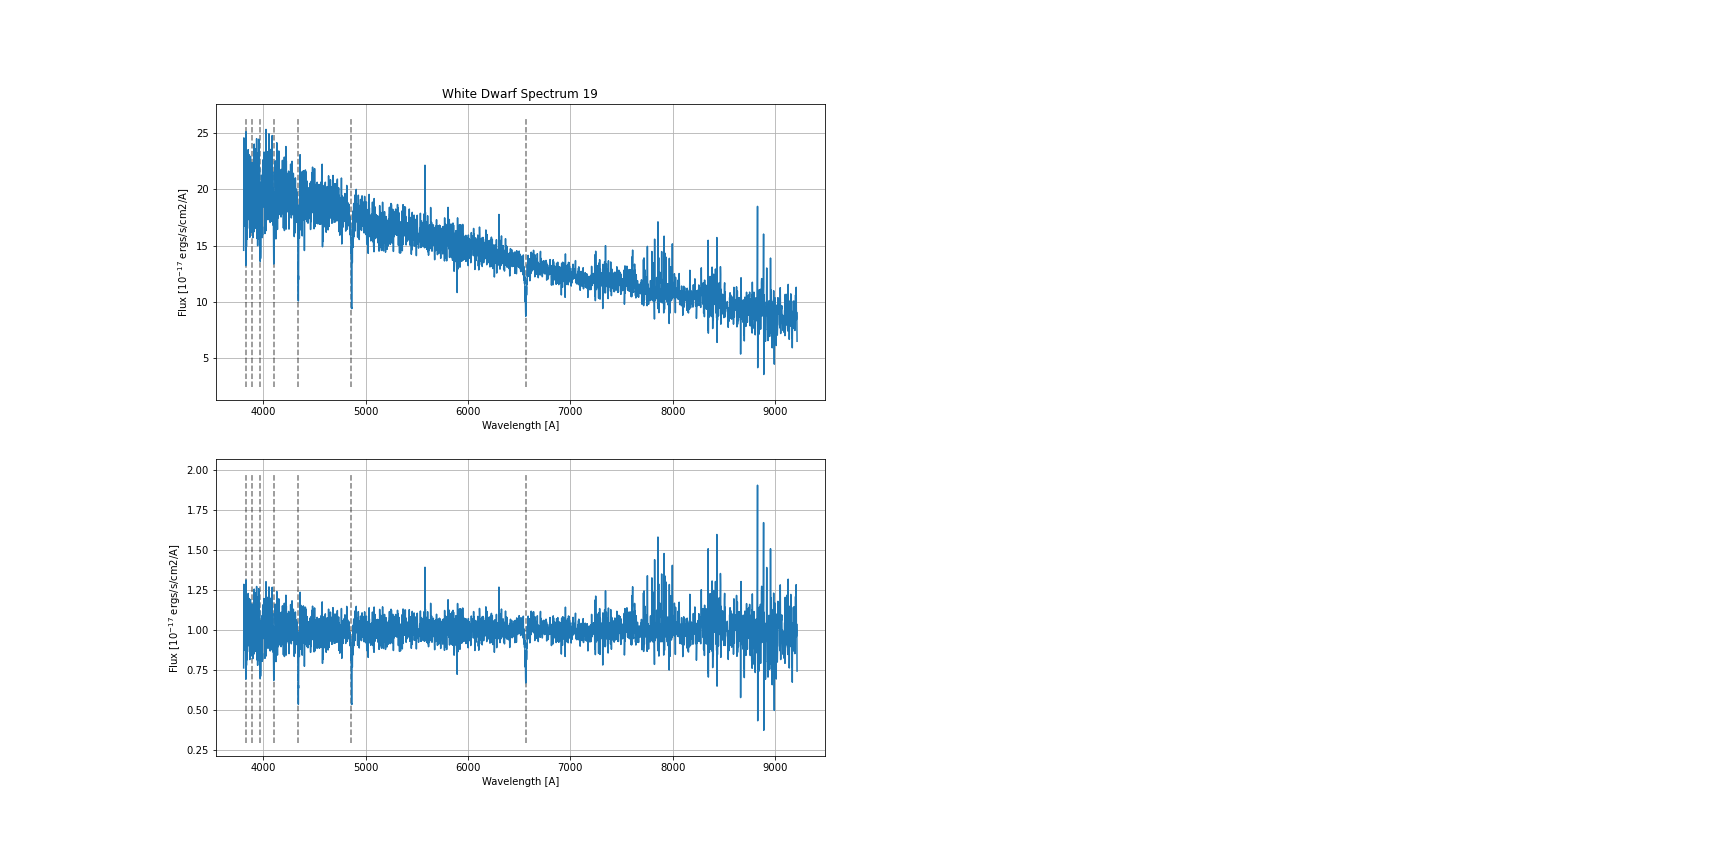 White Dwarf Spectrum 19
Flux [10⁻¹⁷ ergs/s/cm2/A]
25
20
15
10
5
4000 5000 6000 7000 8000 9000
Wavelength [A]
Flux [10⁻¹⁷ ergs/s/cm2/A]
2.00
1.75
1.50
1.25
1.00
0.75
0.50
0.25
4000 5000 6000 7000 8000 9000
Wavelength [A]